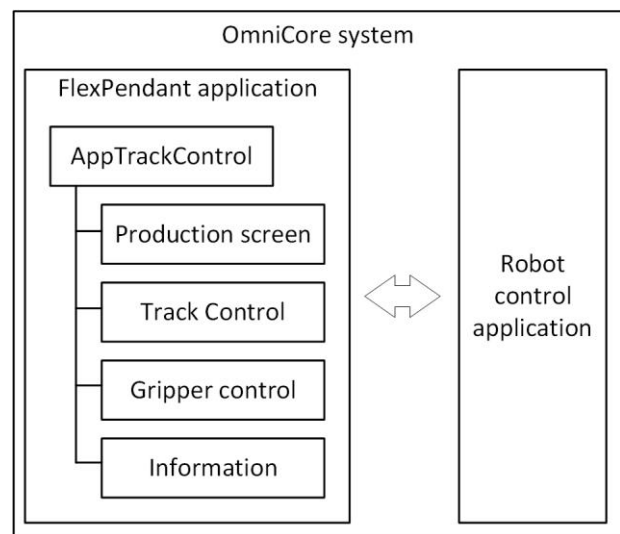 OmniCore system
FlexPendant application
AppTrackControl
Production screen
Track Control
Gripper control
Information
Robot
control
application